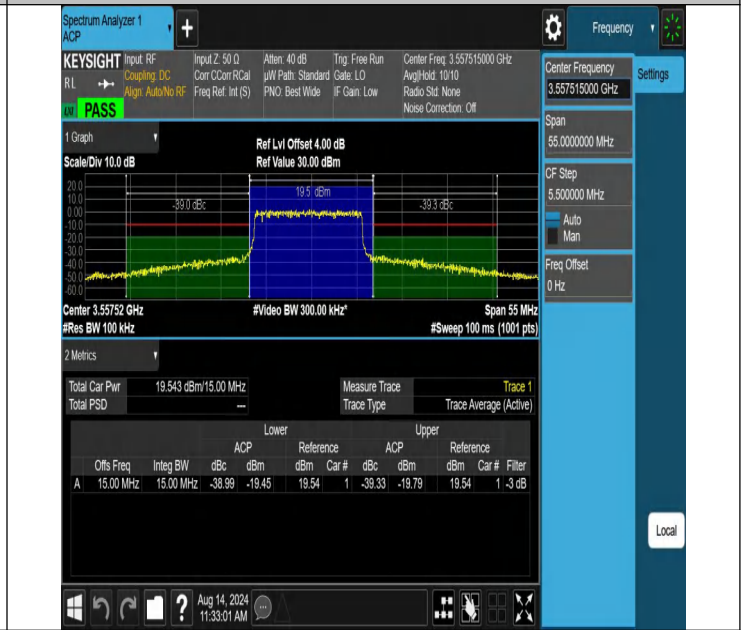 Spectrum Analyzer 1
ACP
Frequency
KEYSIGHT
RL
PASS
Input: RF
Coupling: DC
Align: Auto/No RF
Input Z: 50 Ω
Corr CCorr RCal
Freq Ref: Int (S)
Atten: 40 dB
µW Path: Standard
PNO: Best Wide
Trig: Free Run
Gate: LO
IF Gain: Low
Center Freq: 3.557515000 GHz
Avg|Hold: 10/10
Radio Std: None
Noise Correction: Off
Center Frequency
3.557515000 GHz
Settings
Span
55.0000000 MHz
CF Step
5.500000 MHz
Auto
Man
Freq Offset
0 Hz
1 Graph
Scale/Div 10.0 dB
Ref Lvl Offset 4.00 dB
Ref Value 30.00 dBm
20.0
10.0
0.00
-10.0
-20.0
-30.0
-40.0
-50.0
-60.0
-39.0 dBc
19.5 dBm
-39.3 dBc
Center 3.55752 GHz
#Video BW 300.00 kHz*
Span 55 MHz
#Res BW 100 kHz
#Sweep 100 ms (1001 pts)
2 Metrics
Total Car Pwr 19.543 dBm/15.00 MHz
Total PSD ---
Measure Trace Trace 1
Trace Type Trace Average (Active)
Lower Upper
ACP Reference ACP Reference
Offs Freq Integ BW dBc dBm dBm Car # dBc dBm dBm Car # Filter
A 15.00 MHz 15.00 MHz -38.99 -19.45 19.54 1 -39.33 -19.79 19.54 1 -3 dB
Local
Aug 14, 2024
11:33:01 AM